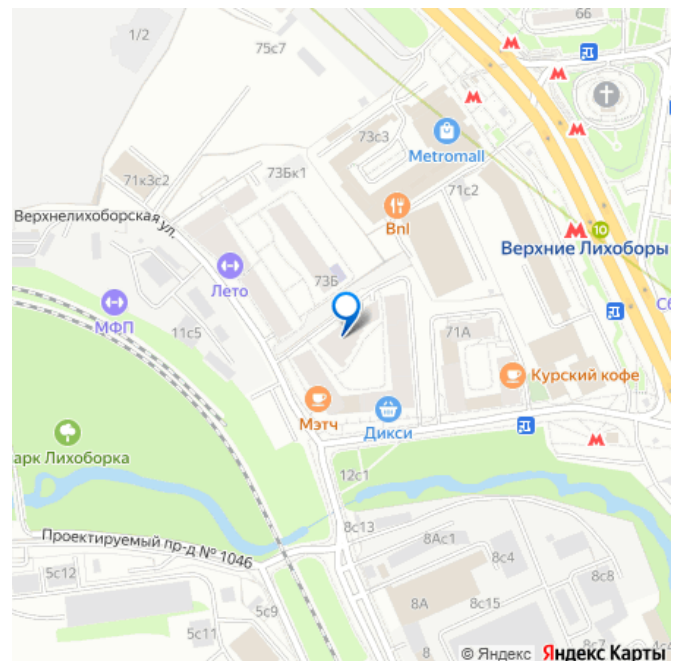 66
1/2
75с7
М
М
М
М
73с3
Metromall
73Бк1
71к3с2
71с2
Bnl
Верхнелихоборская ул.
М
10
Верхние Лихоборы
73Б
Лето
МФП
11с5
71А
Курский кофе
Мэтч
Дикси
М
арк Лихоборка
12с1
8с13
8Ас1
Проектируемый пр-д № 1046
8с4
5с12
8с8
8А
8с15
5с9
5с11
8
8с7
© Яндекс Яндекс Карты